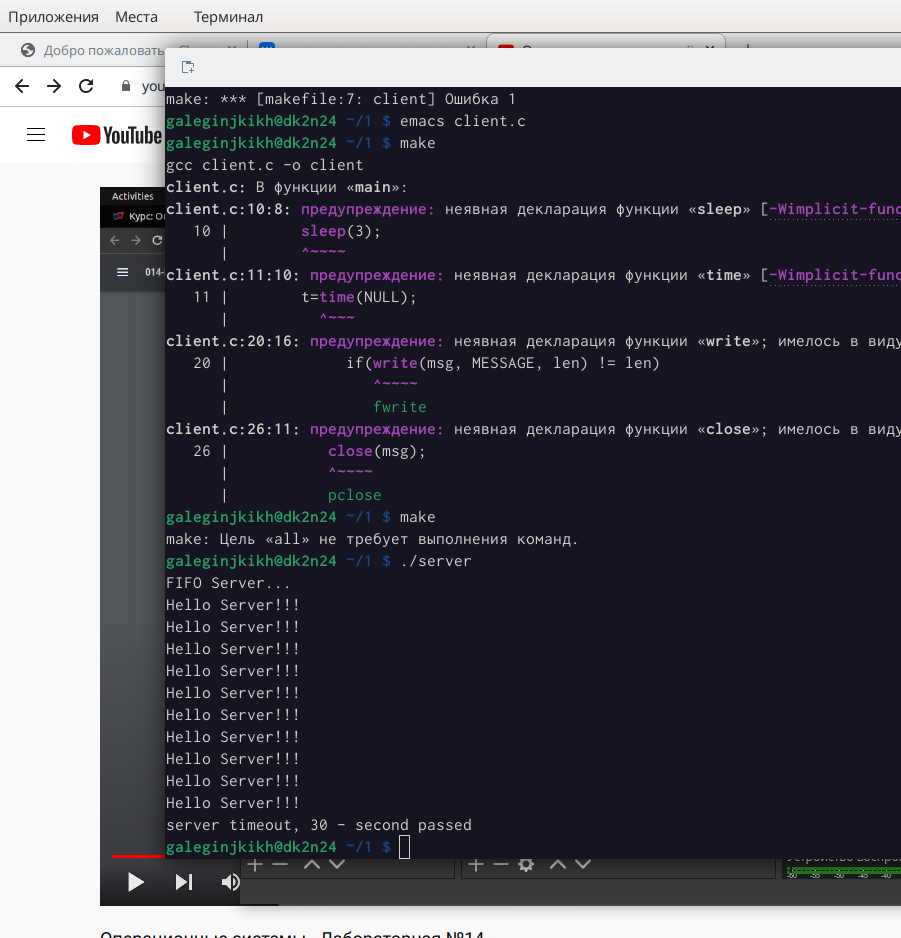 Приложения Места Терминал
Добро пожаловать
you
make: *** [makefile:7: client] Ошибка 1
galeginjkikh@dk2n24 ~/1 $ emacs client.c
galeginjkikh@dk2n24 ~/1 $ make
YouTube
gcc client.c -o client
client.c: В функции «main»:
Activities
client.c:10:8: предупреждение: неявная декларация функции «sleep» [-Wimplicit-func
Курс: О
10 | sleep(3);
| ^~~~~
014-
client.c:11:10: предупреждение: неявная декларация функции «time» [-Wimplicit-func
11 | t=time(NULL);
| ^~~~
client.c:20:16: предупреждение: неявная декларация функции «write»; имелось в виду
20 | if(write(msg, MESSAGE, len) != len)
| ^~~~~
| fwrite
client.c:26:11: предупреждение: неявная декларация функции «close»; имелось в виду
26 | close(msg);
| ^~~~~
| pclose
galeginjkikh@dk2n24 ~/1 $ make
make: Цель «all» не требует выполнения команд.
galeginjkikh@dk2n24 ~/1 $ ./server
FIFO Server...
Hello Server!!!
Hello Server!!!
Hello Server!!!
Hello Server!!!
Hello Server!!!
Hello Server!!!
Hello Server!!!
Hello Server!!!
Hello Server!!!
Hello Server!!!
server timeout, 30 - second passed
galeginjkikh@dk2n24 ~/1 $
-60 -55 -50 -45 -40
Операционные системы. Лабораторная №14